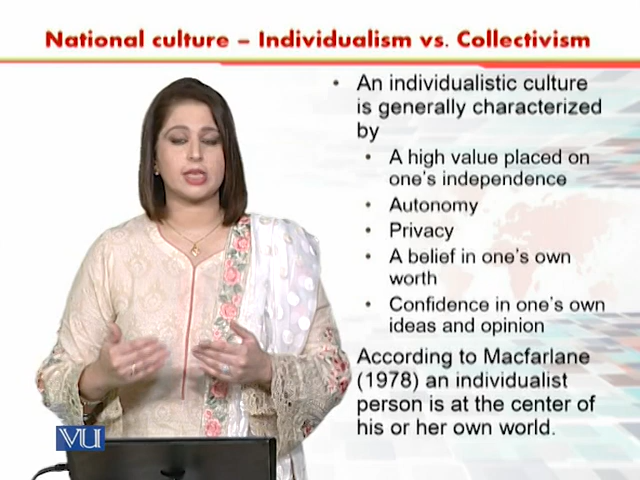 National culture – Individualism vs. Collectivism
• An individualistic culture
is generally characterized
by
• A high value placed on
one's independence
• Autonomy
• Privacy
• A belief in one's own
worth
• Confidence in one's own
ideas and opinion
According to Macfarlane
(1978) an individualist
person is at the center of
his or her own world.
VU